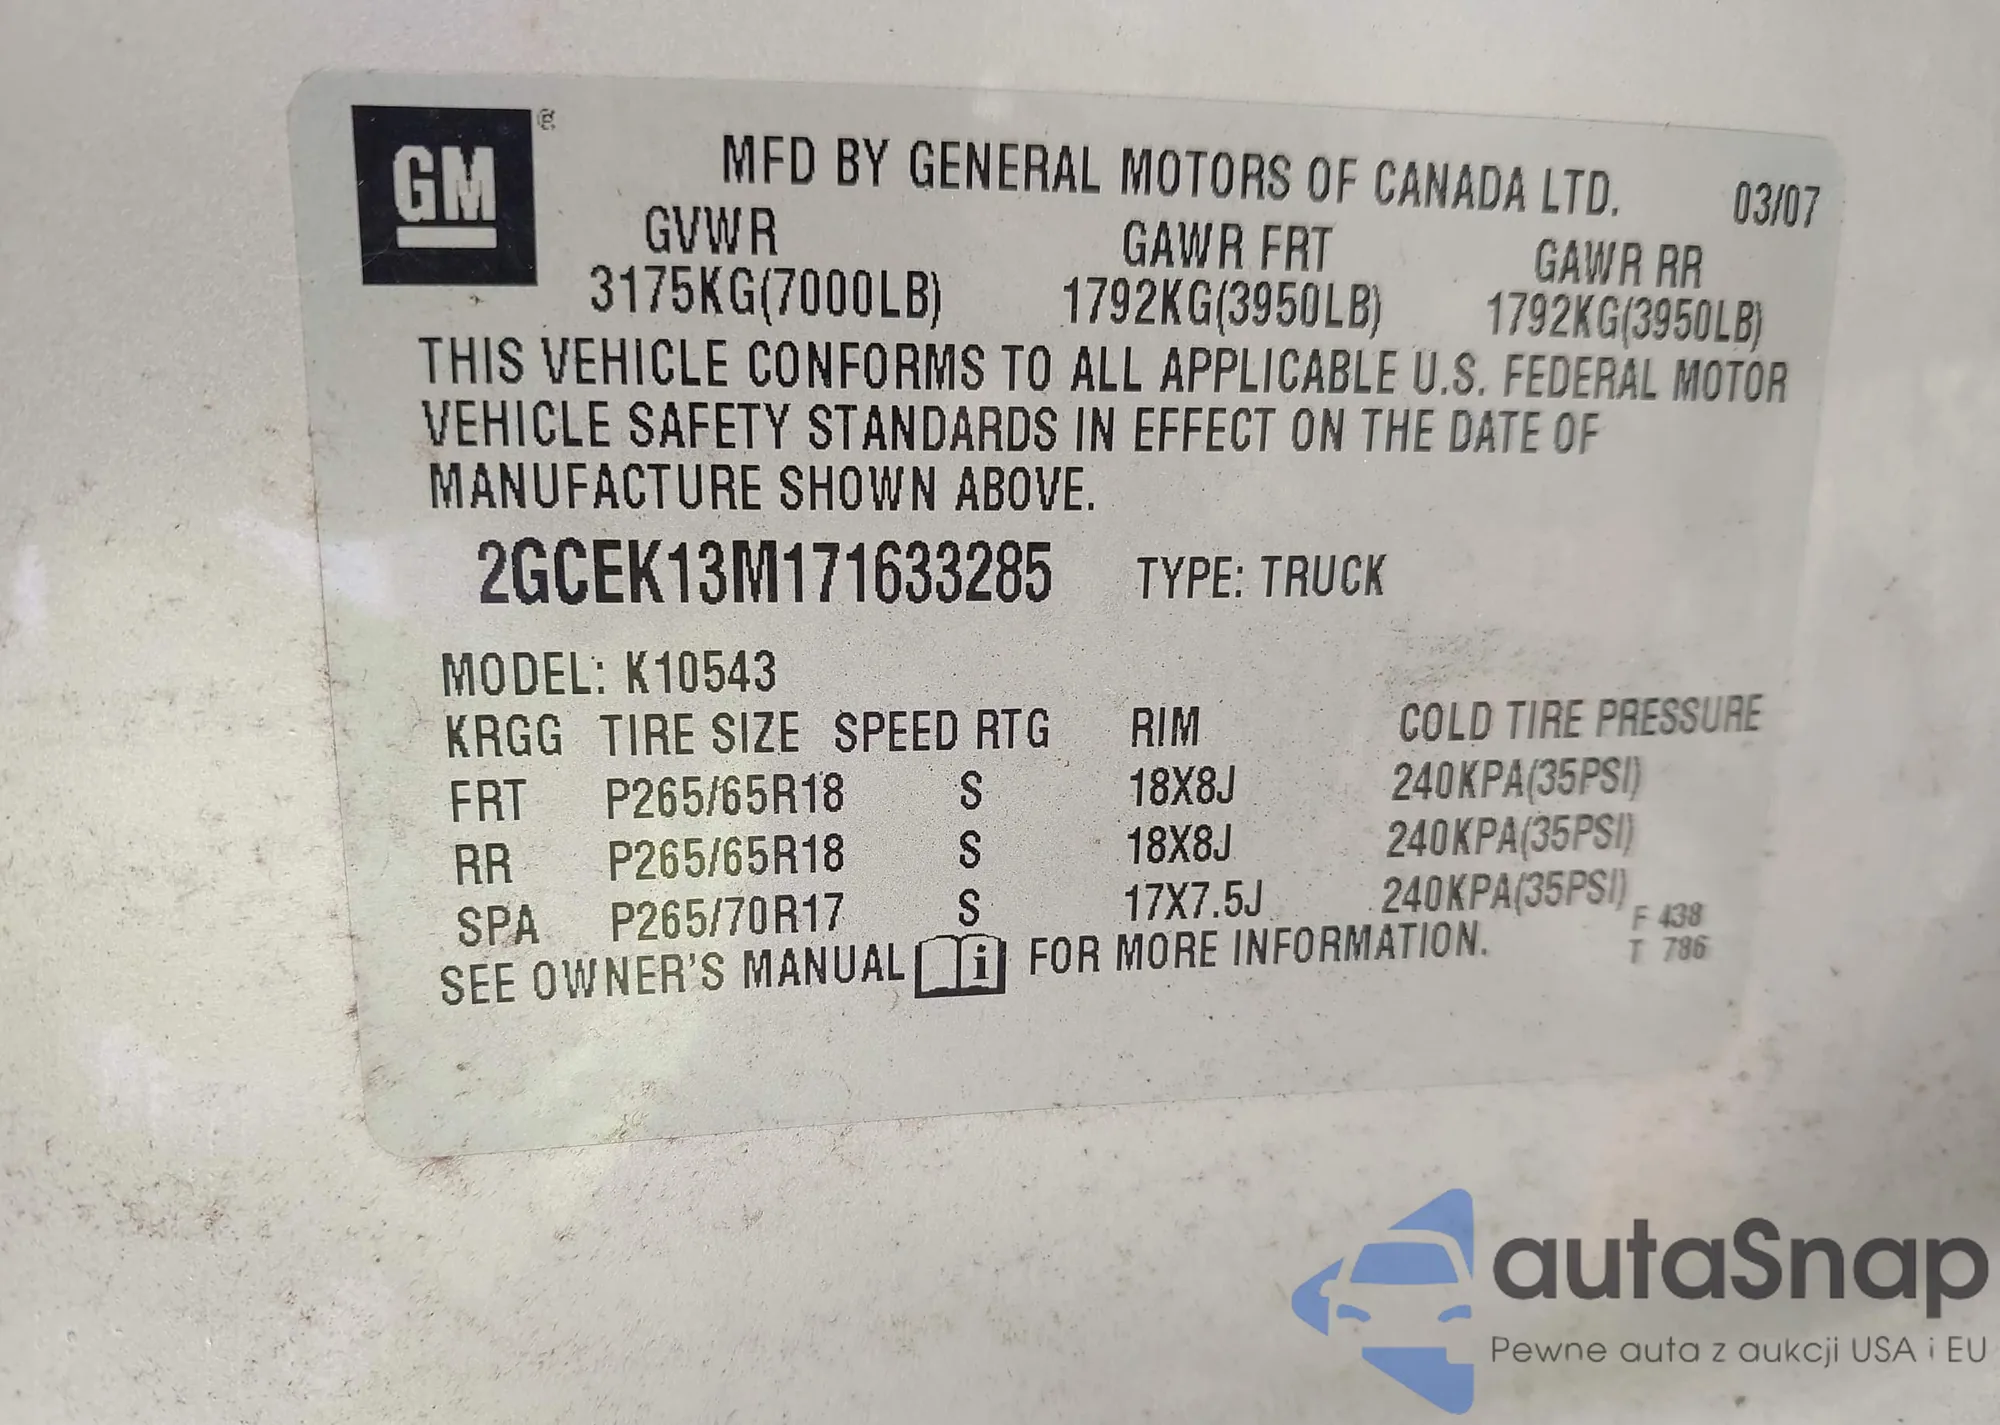 GM®
MFD BY GENERAL MOTORS OF CANADA LTD. 03/07
GVWR GAWR FRT GAWR RR
3175KG(7000LB) 1792KG(3950LB) 1792KG(3950LB)
THIS VEHICLE CONFORMS TO ALL APPLICABLE U.S. FEDERAL MOTOR
VEHICLE SAFETY STANDARDS IN EFFECT ON THE DATE OF
MANUFACTURE SHOWN ABOVE.
2GCEK13M171633285 TYPE: TRUCK
MODEL: K10543
KRGG TIRE SIZE SPEED RTG RIM COLD TIRE PRESSURE
FRT P265/65R18 S 18X8J 240KPA(35PSI)
RR P265/65R18 S 18X8J 240KPA(35PSI)
SPA P265/70R17 S 17X7.5J 240KPA(35PSI)
F 438
T 786
SEE OWNER'S MANUAL i FOR MORE INFORMATION.
autaSnap
Pewne auta z aukcji USA i EU